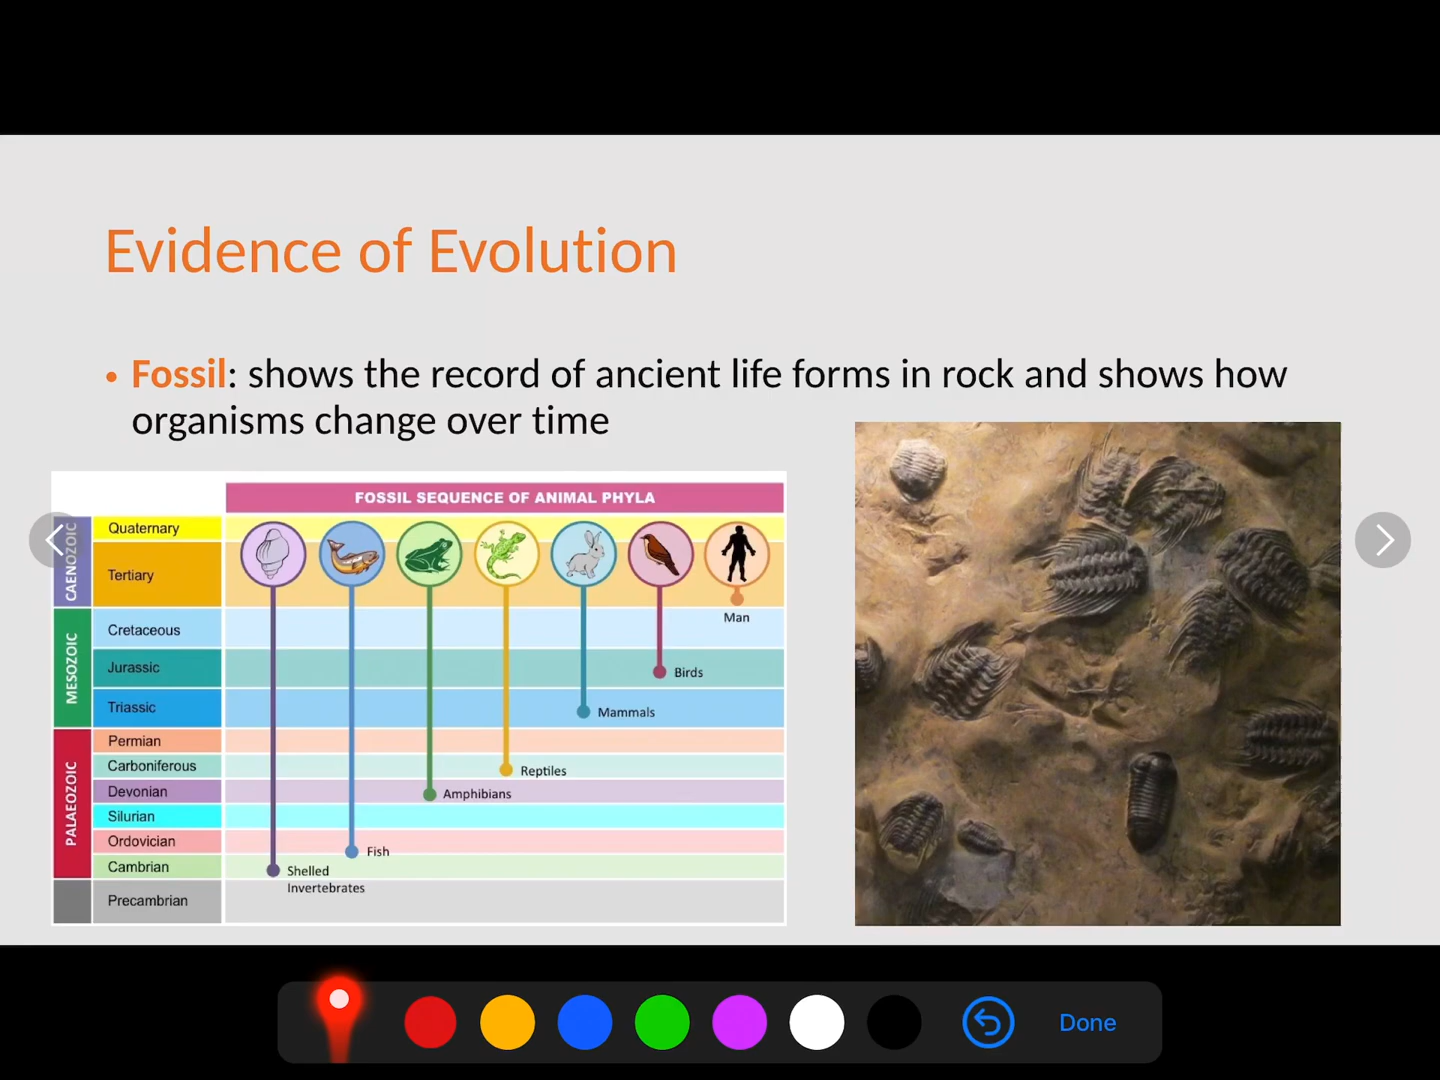 Evidence of Evolution
• Fossil: shows the record of ancient life forms in rock and shows how
organisms change over time
FOSSIL SEQUENCE OF ANIMAL PHYLA
CAENOZOIC
Quaternary
Tertiary
Man
MESOZOIC
Cretaceous
Jurassic
Birds
Triassic
Mammals
PALAEOZOIC
Permian
Carboniferous
Reptiles
Devonian
Amphibians
Silurian
Ordovician
Fish
Cambrian
Shelled
Invertebrates
Precambrian
Done